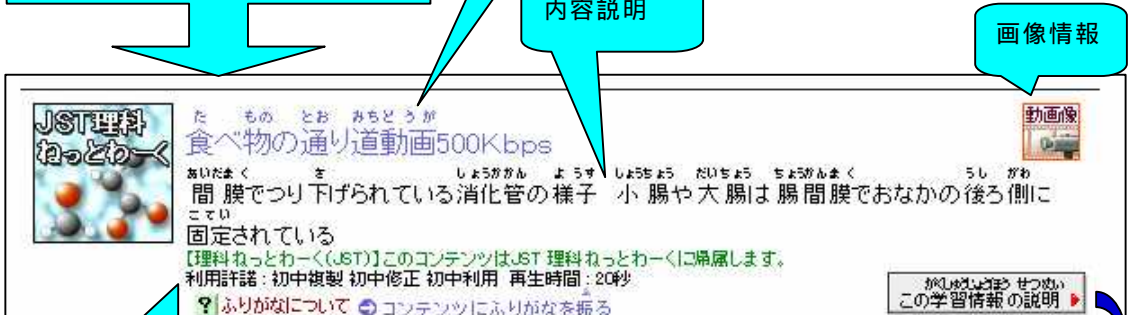 内容説明
画像情報
JST理科
ねっとわーく
動画像
た もの とお みちどうが
食べ物の通り道動画500Kbps
あいだまく さ しょうかかん ようす しょうちょう だいちょう ちょうかんまく うし がわ
間膜でつり下げられている消化管の様子 小腸や大腸は腸間膜でおなかの後ろ側に
こてい
固定されている
【理科ねっとわーく(JST)】このコンテンツはJST 理科ねっとわーくに帰属します。
利用許諾:初中複製 初中修正 初中利用 再生時間:20秒
?ふりがなについて コンテンツにふりがなを振る
がくしゅうじょうほう せつめい
この学習情報の説明